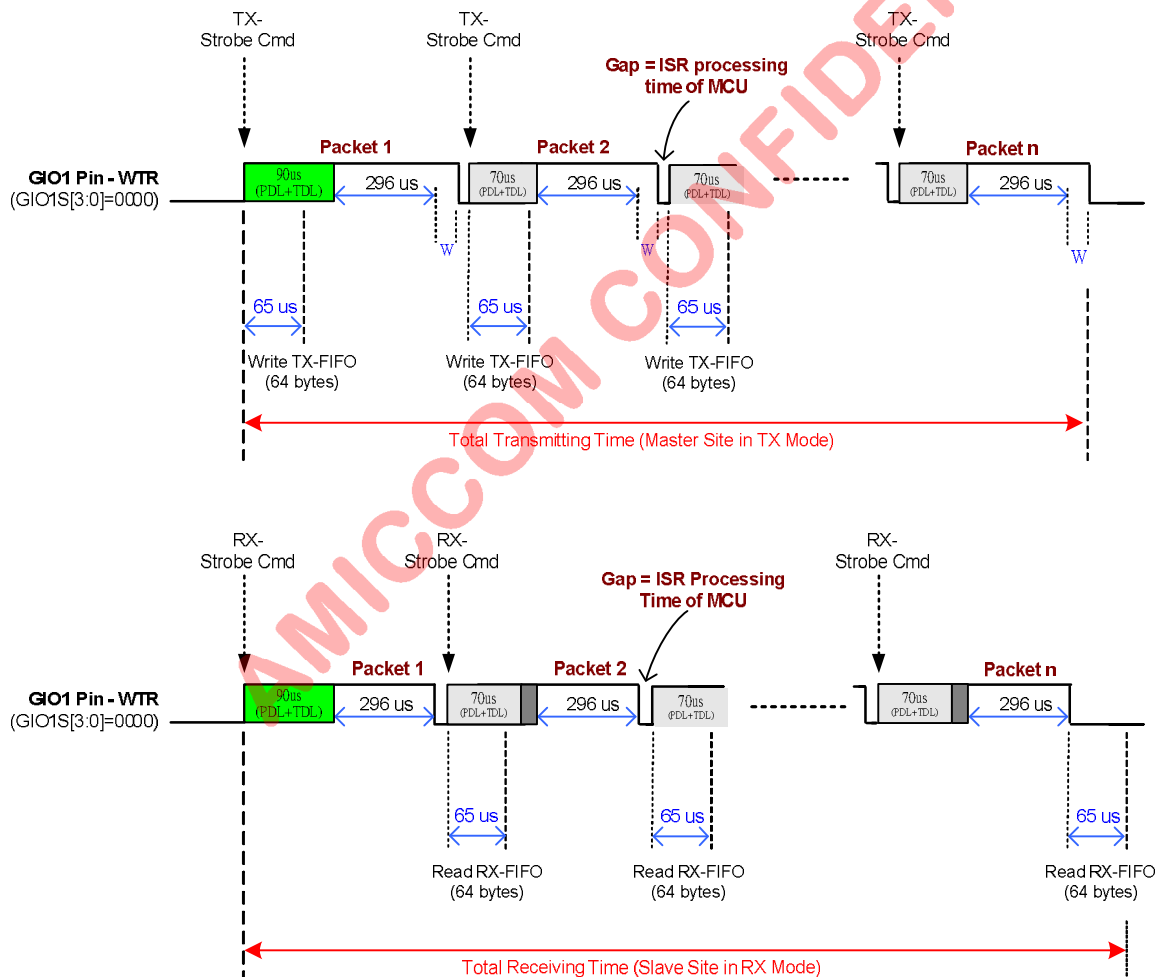 TX-
Strobe Cmd
TX-
Strobe Cmd
TX-
Strobe Cmd
Gap = ISR processing
time of MCU
Packet 1
Packet 2
Packet n
GIO1 Pin - WTR
(GIO1S[3:0]=0000)
90us
(PDL+TDL)
296 us
70us
(PDL+TDL)
296 us
70us
(PDL+TDL)
70us
(PDL+TDL)
296 us
W
W
W
65 us
65 us
65 us
Write TX-FIFO
(64 bytes)
Write TX-FIFO
(64 bytes)
Write TX-FIFO
(64 bytes)
Total Transmitting Time (Master Site in TX Mode)
RX-
Strobe Cmd
RX-
Strobe Cmd
RX-
Strobe Cmd
Gap = ISR Processing
Time of MCU
Packet 1
Packet 2
Packet n
GIO1 Pin - WTR
(GIO1S[3:0]=0000)
90us
(PDL+TDL)
296 us
70us
(PDL+TDL)
296 us
70us
(PDL+TDL)
70us
(PDL+TDL)
296 us
65 us
65 us
65 us
Read RX-FIFO
(64 bytes)
Read RX-FIFO
(64 bytes)
Read RX-FIFO
(64 bytes)
Total Receiving Time (Slave Site in RX Mode)
AMICCOM CONFIDE